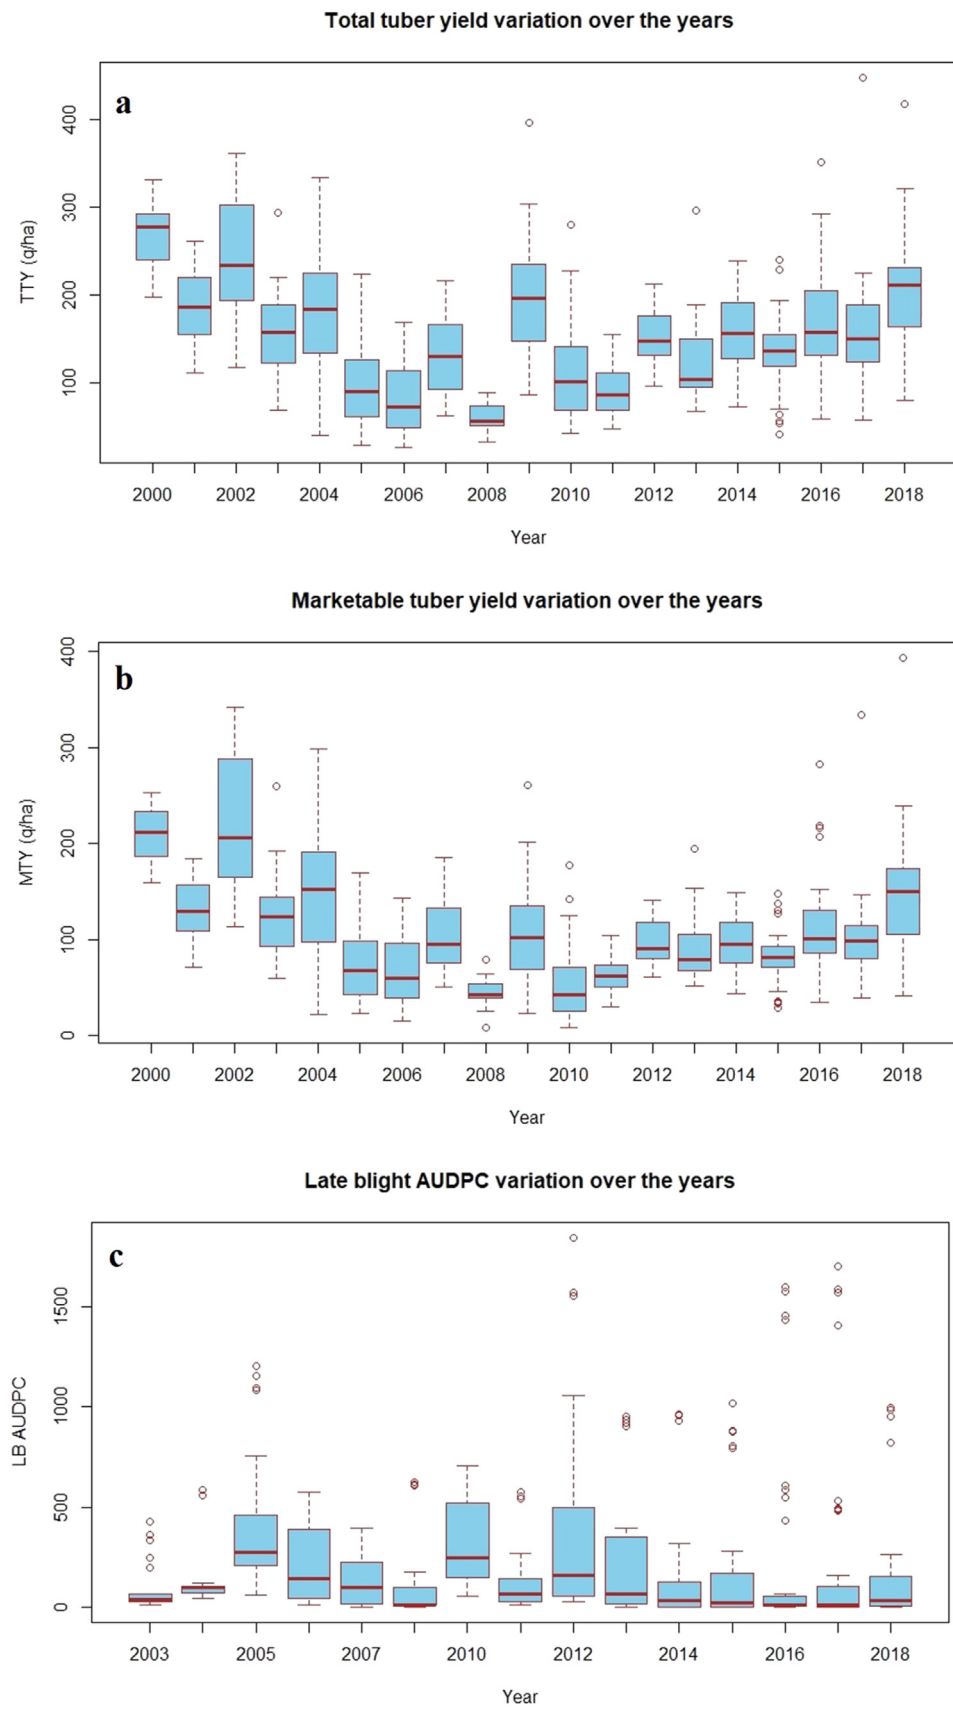 Total tuber yield variation over the years
a
400
300
200
100
TTY (q/ha)
2000 2002 2004 2006 2008 2010 2012 2014 2016 2018
Year
Marketable tuber yield variation over the years
b
400
300
200
100
0
MTY (q/ha)
2000 2002 2004 2006 2008 2010 2012 2014 2016 2018
Year
Late blight AUDPC variation over the years
c
1500
1000
500
0
LB AUDPC
2003 2005 2007 2010 2012 2014 2016 2018
Year